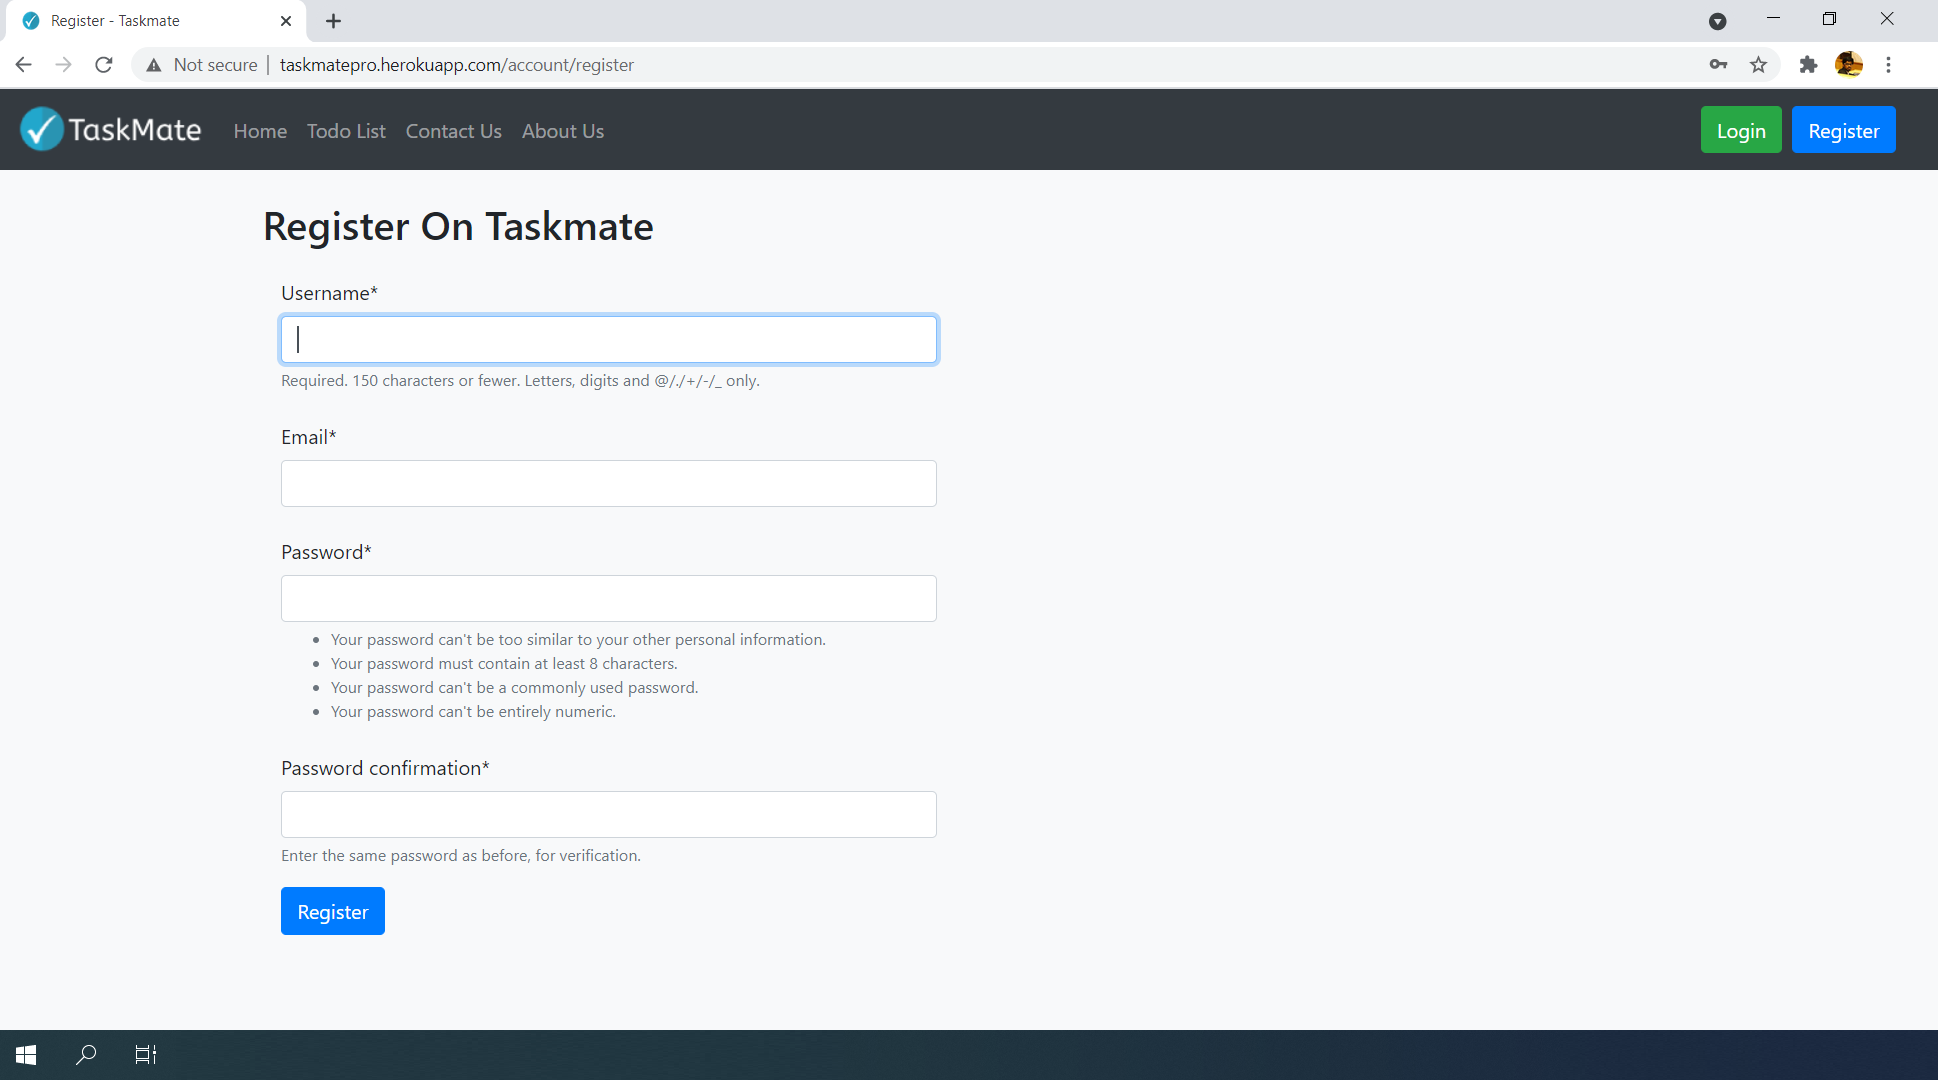 Register - Taskmate
Not secure | taskmatepro.herokuapp.com/account/register
TaskMate Home Todo List Contact Us About Us Login Register
Register On Taskmate
Username*
Required. 150 characters or fewer. Letters, digits and @/./+/-/_ only.
Email*
Password*
Your password can't be too similar to your other personal information.
Your password must contain at least 8 characters.
Your password can't be a commonly used password.
Your password can't be entirely numeric.
Password confirmation*
Enter the same password as before, for verification.
Register